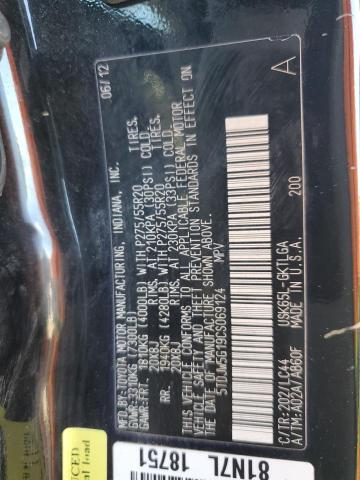 MFD.BY:TOYOTA MOTOR MANUFACTURING, INDIANA, INC. 06/12
GVWR:3310KG (7300LB)
GAWR:FRT. 1810KG (4000LB) WITH P275/55R20 TIRES,
20X8J RIMS, AT 210KPA (30PSI) COLD
RR. 1940KG (4280LB) WITH P275/55R20 TIRES,
20X8J RIMS, AT 230KPA (33PSI) COLD
THIS VEHICLE CONFORMS TO ALL APPLICABLE FEDERAL MOTOR
VEHICLE SAFETY AND THEFT PREVENTION STANDARDS IN
EFFECT ON THE DATE OF MANUFACTURE SHOWN ABOVE.
5TDJW5G19CS069124 MPV
A
C/TR:202/LC44 USK65L-GKTLGA 200
A/TM:A02A/AB60F MADE IN U.S.A.
load
81N7L
18751